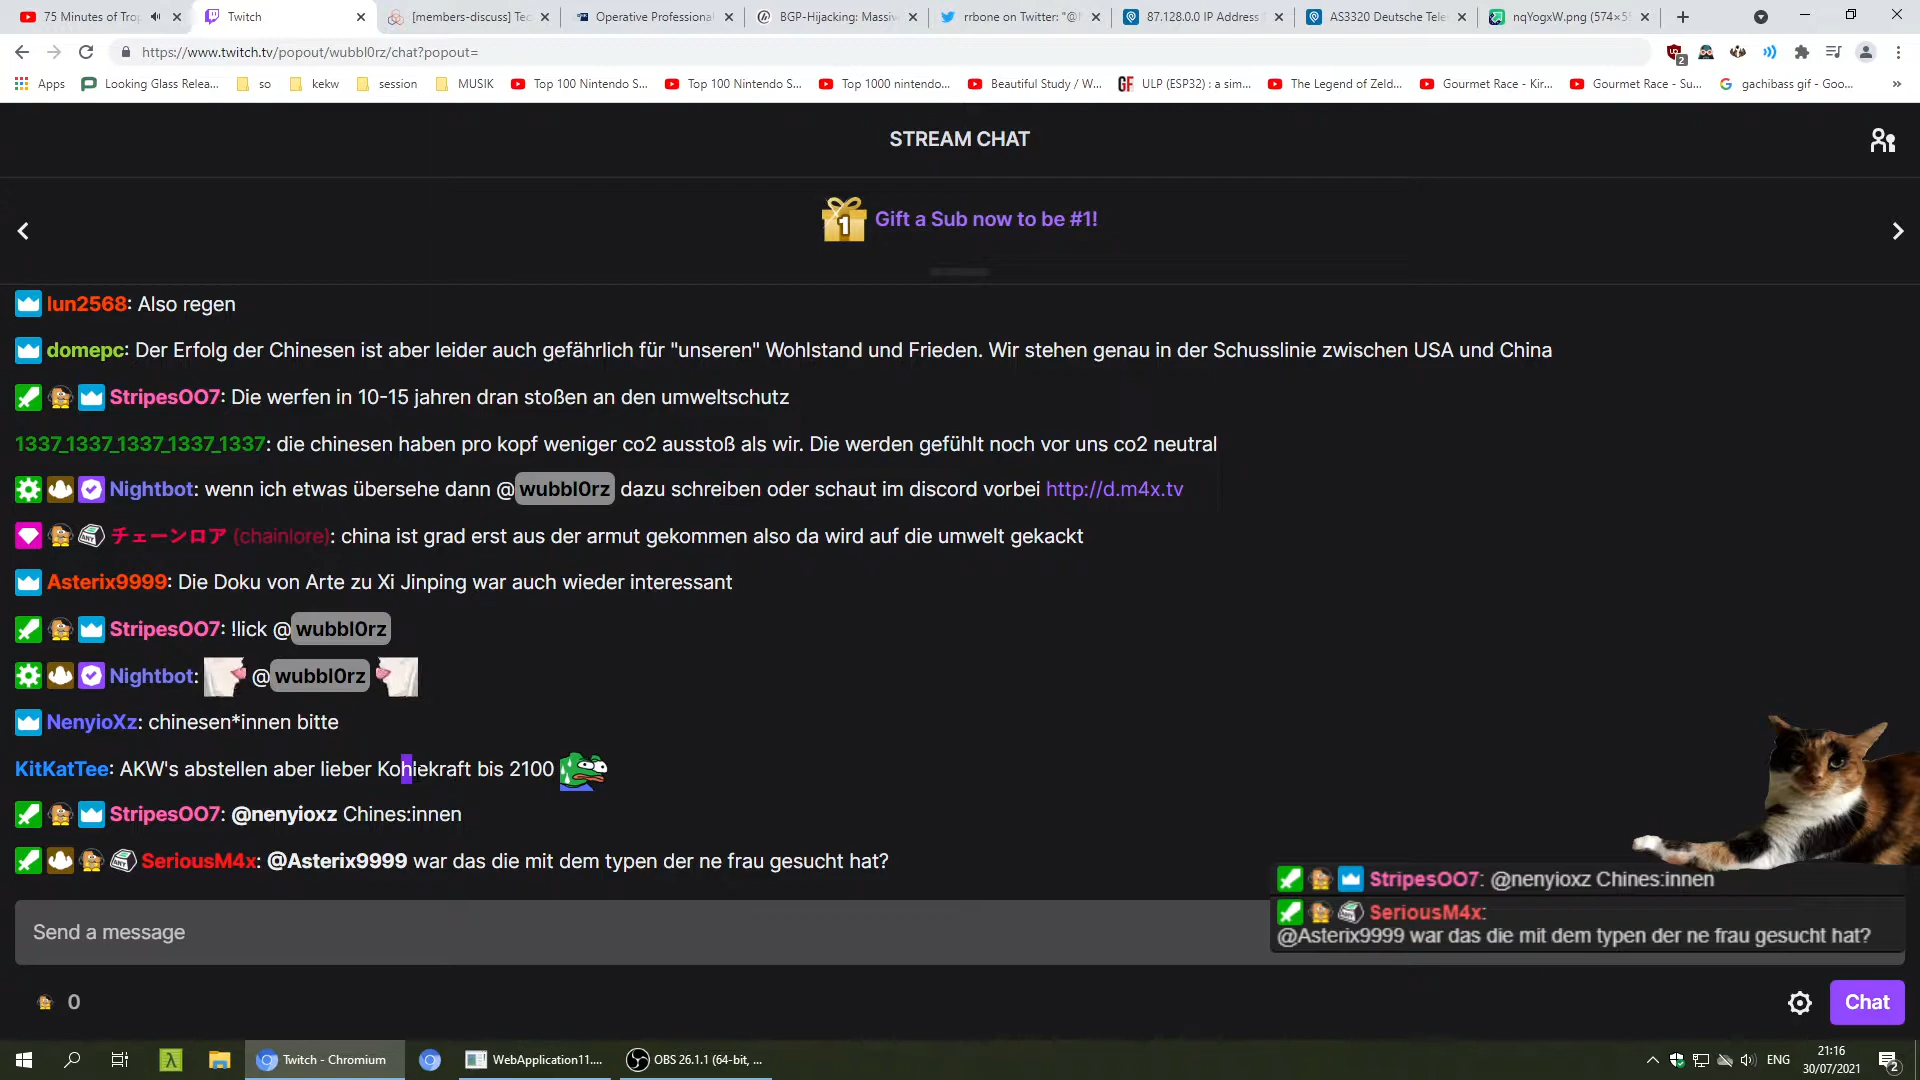 75 Minutes of Trop
Twitch
[members-discuss] Tec
Operative Professional
BGP-Hijacking: Massiv
rrbone on Twitter: "@
87.128.0.0 IP Address
AS3320 Deutsche Tele
nqYogxW.png (574×5
https://www.twitch.tv/popout/wubbl0rz/chat?popout=
2
Apps
Looking Glass Relea...
so
kekw
session
MUSIK
Top 100 Nintendo S...
Top 100 Nintendo S...
Top 1000 nintendo...
Beautiful Study / W...
GF
ULP (ESP32) : a sim...
The Legend of Zeld...
Gourmet Race - Kir...
Gourmet Race - Su...
gachibass gif - Goo...
»
STREAM CHAT
1
Gift a Sub now to be #1!
lun2568: Also regen
domepc: Der Erfolg der Chinesen ist aber leider auch gefährlich für "unseren" Wohlstand und Frieden. Wir stehen genau in der Schusslinie zwischen USA und China
StripesOO7: Die werfen in 10-15 jahren dran stoßen an den umweltschutz
1337_1337_1337_1337_1337: die chinesen haben pro kopf weniger co2 ausstoß als wir. Die werden gefühlt noch vor uns co2 neutral
Nightbot: wenn ich etwas übersehe dann @wubbl0rz dazu schreiben oder schaut im discord vorbei http://d.m4x.tv
チェーンロア (chainlore): china ist grad erst aus der armut gekommen also da wird auf die umwelt gekackt
Asterix9999: Die Doku von Arte zu Xi Jinping war auch wieder interessant
StripesOO7: !lick @wubbl0rz
Nightbot: @wubbl0rz
NenyioXz: chinesen*innen bitte
KitKatTee: AKW's abstellen aber lieber Kohlekraft bis 2100
StripesOO7: @nenyioxz Chines:innen
SeriousM4x: @Asterix9999 war das die mit dem typen der ne frau gesucht hat?
StripesOO7: @nenyioxz Chines:innen
SeriousM4x:
@Asterix9999 war das die mit dem typen der ne frau gesucht hat?
Send a message
0
Chat
Twitch - Chromium
WebApplication11....
OBS 26.1.1 (64-bit, ...
ENG
21:16
30/07/2021
2